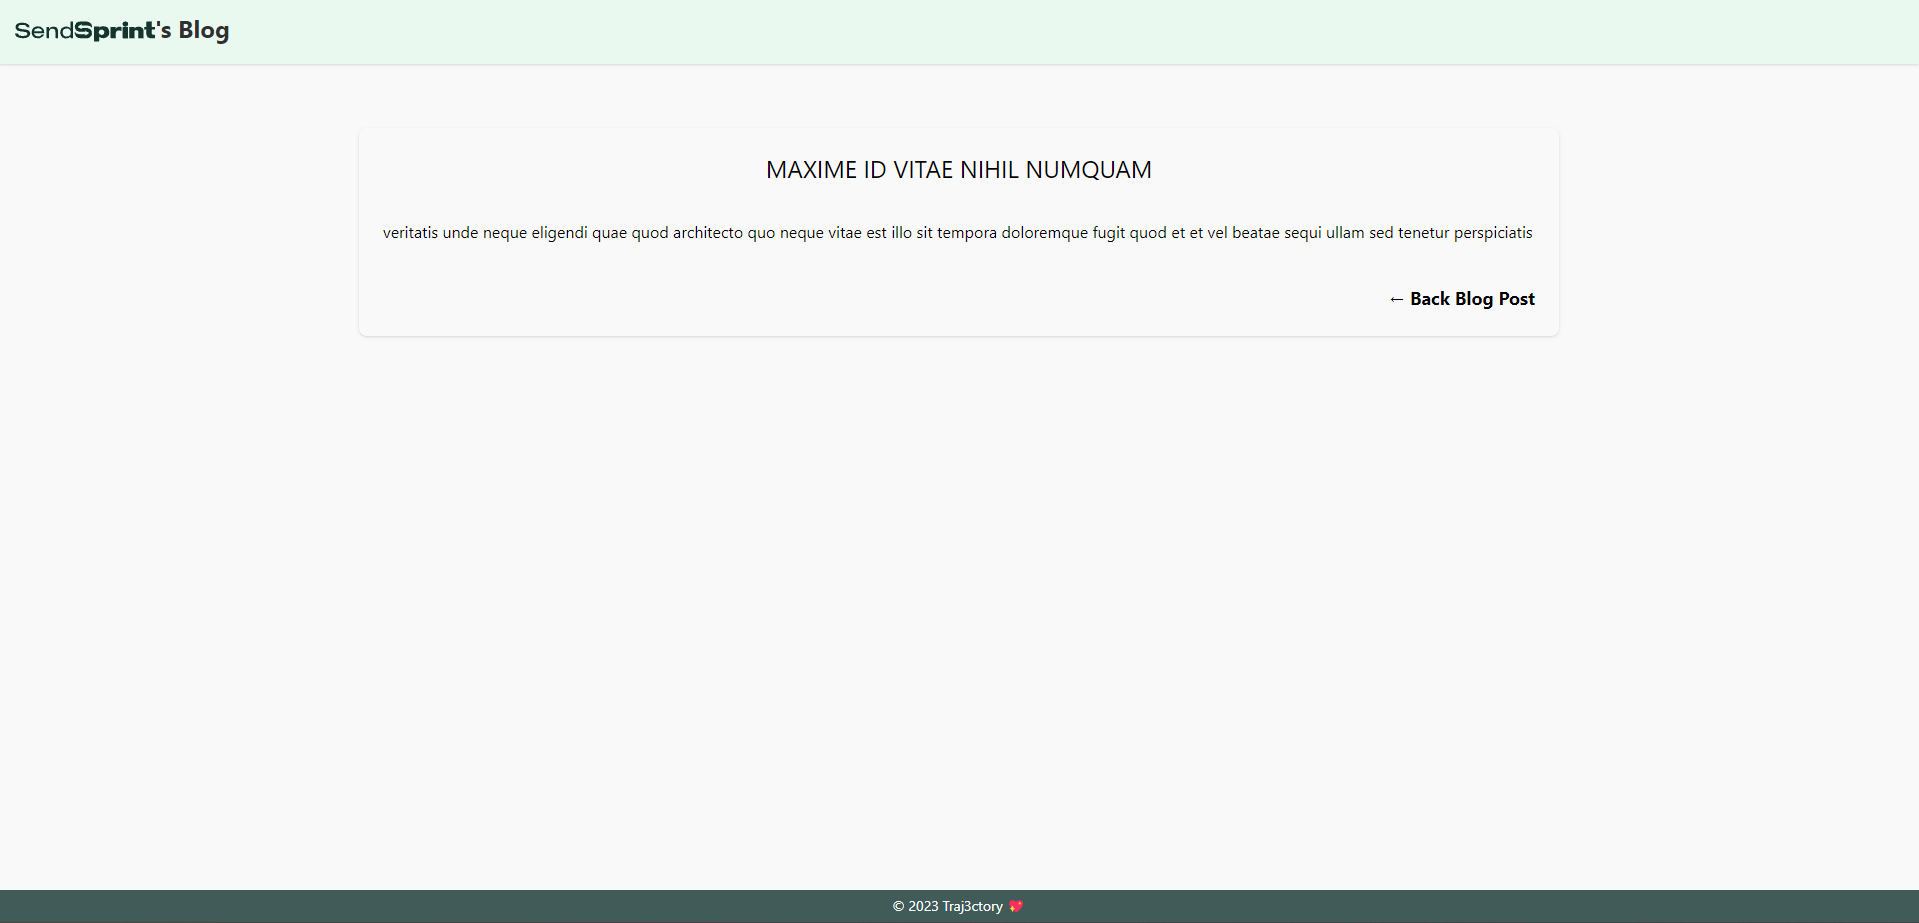 SendSprint's Blog
MAXIME ID VITAE NIHIL NUMQUAM
veritatis unde neque eligendi quae quod architecto quo neque vitae est illo sit tempora doloremque fugit quod et et vel beatae sequi ullam sed tenetur perspiciatis
← Back Blog Post
© 2023 Traj3ctory 💖